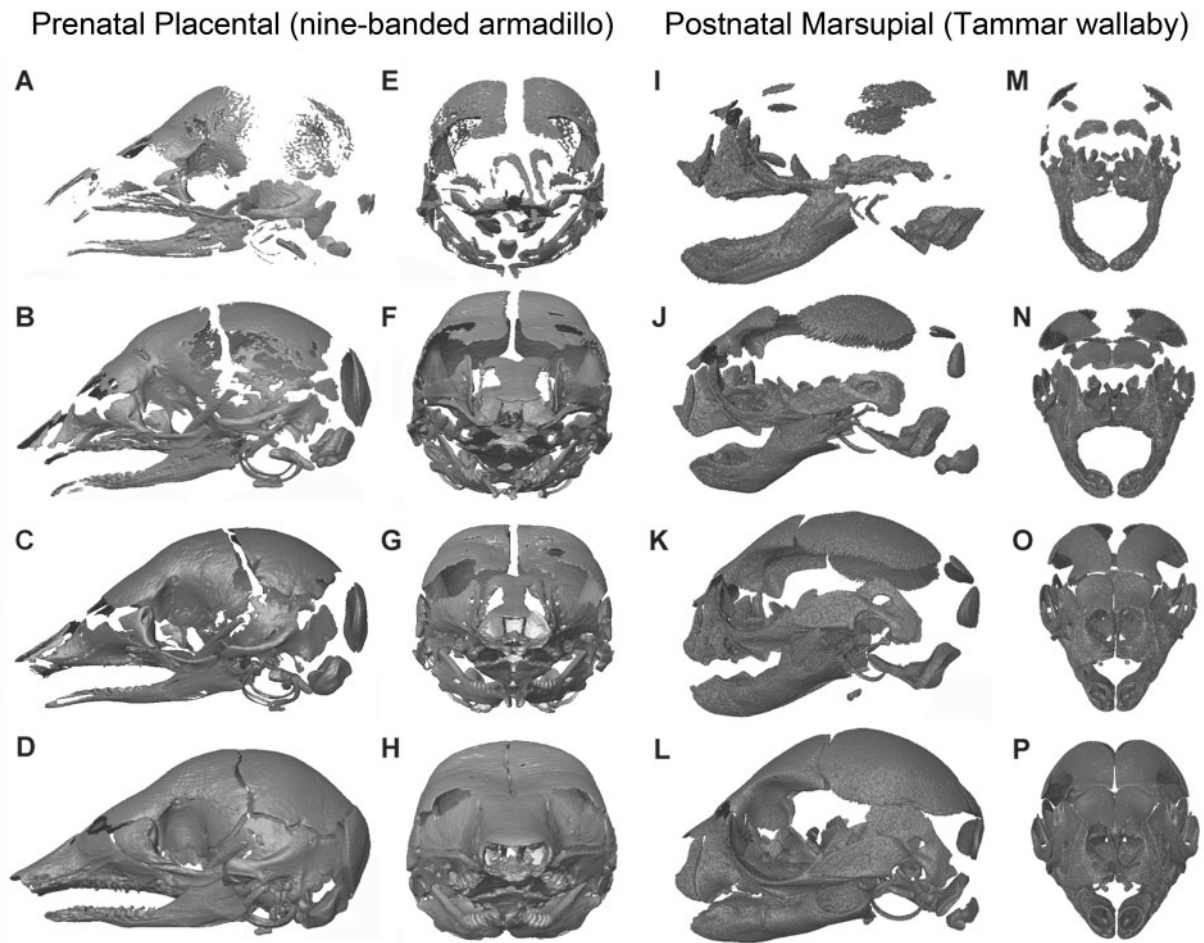 Prenatal Placental (nine-banded armadillo) Postnatal Marsupial (Tammar wallaby)
A E I M
B F J N
C G K O
D H L P